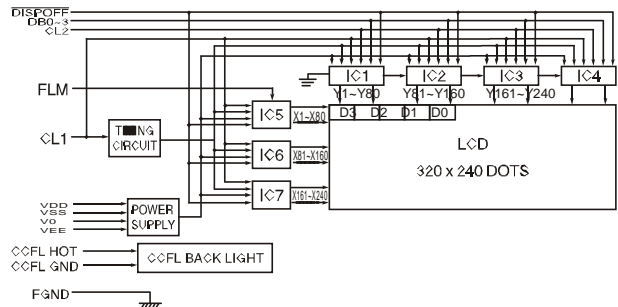 DISPOFF
DB0~3
CL2
FLM
CL1
CIRCUIT
IC1 IC2 IC3 IC4
Y1~Y80 Y81~Y160 Y161~Y240
D3 D2 D1 D0
IC5 X1~X80
IC6 X81~X160
IC7 X161~X240
LCD
320 x 240 DOTS
VDD
VSS
V0
VEE
POWER
SUPPLY
CCFL HOT
CCFL GND
CCFL BACK LIGHT
FGND